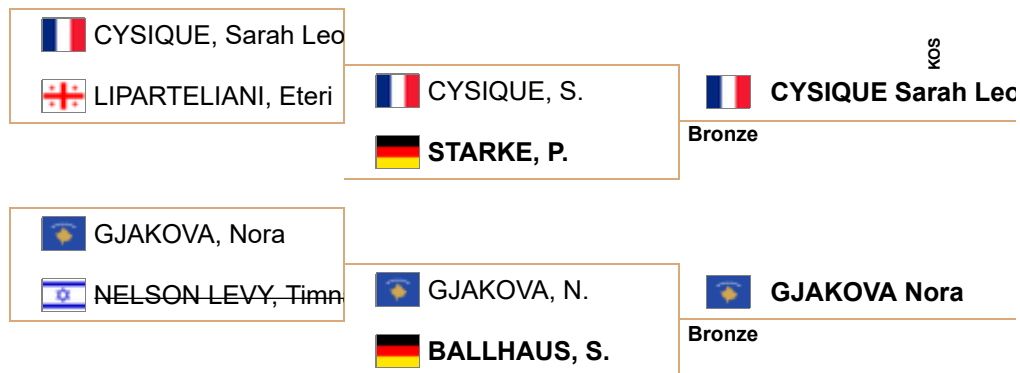 CYSIQUE, Sarah Leo
LIPARTELIANI, Eteri
CYSIQUE, S.
STARKE, P.
KOS
CYSIQUE Sarah Leo
Bronze
GJAKOVA, Nora
NELSON LEVY, Timn
GJAKOVA, N.
BALLHAUS, S.
GJAKOVA Nora
Bronze